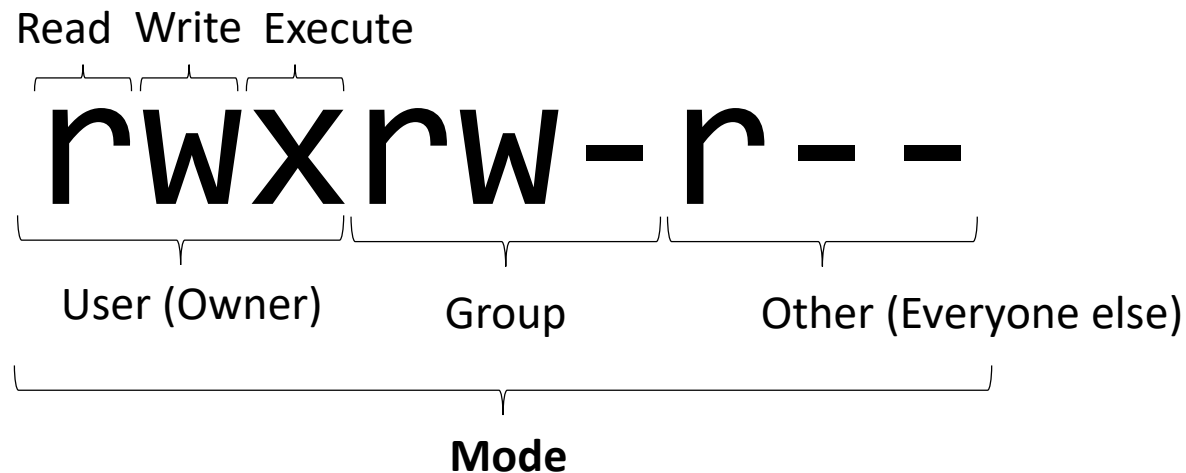 Read Write Execute
rwxrw-r--
User (Owner) Group Other (Everyone else)
Mode